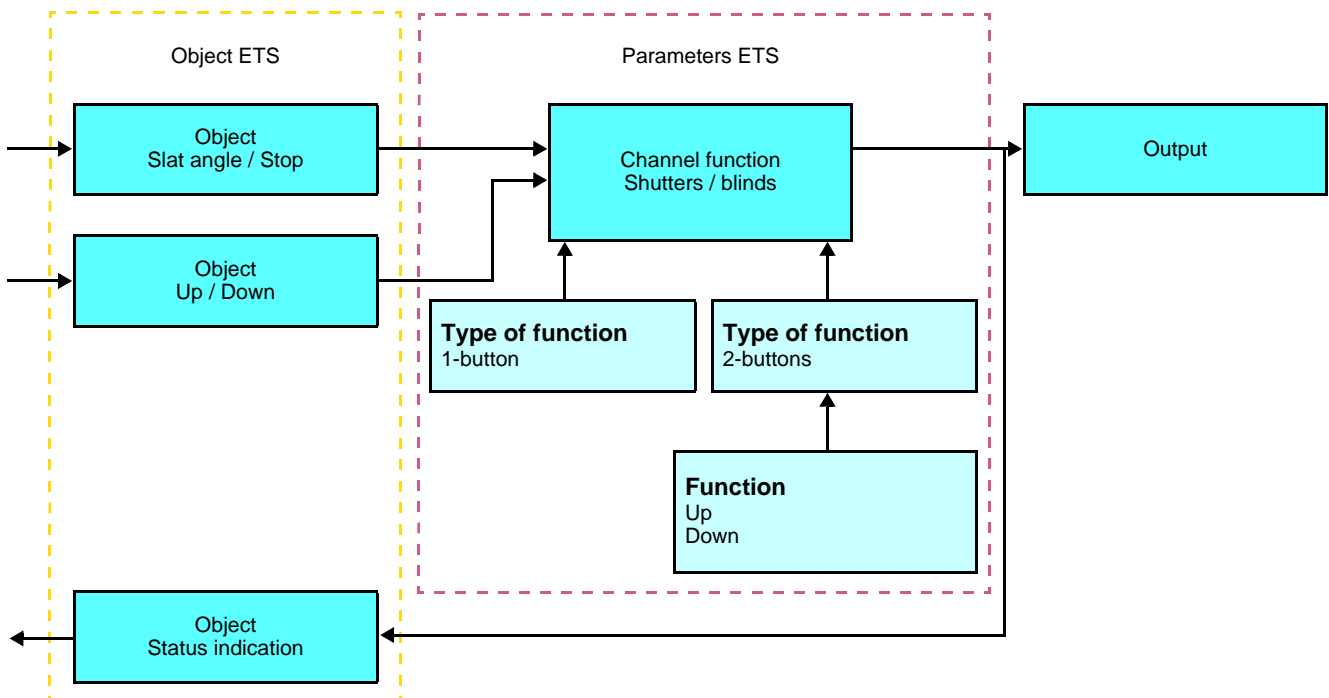 Object ETS
Parameters ETS
Object
Slat angle / Stop
Channel function
Shutters / blinds
Output
Object
Up / Down
Type of function
1-button
Type of function
2-buttons
Function
Up
Down
Object
Status indication